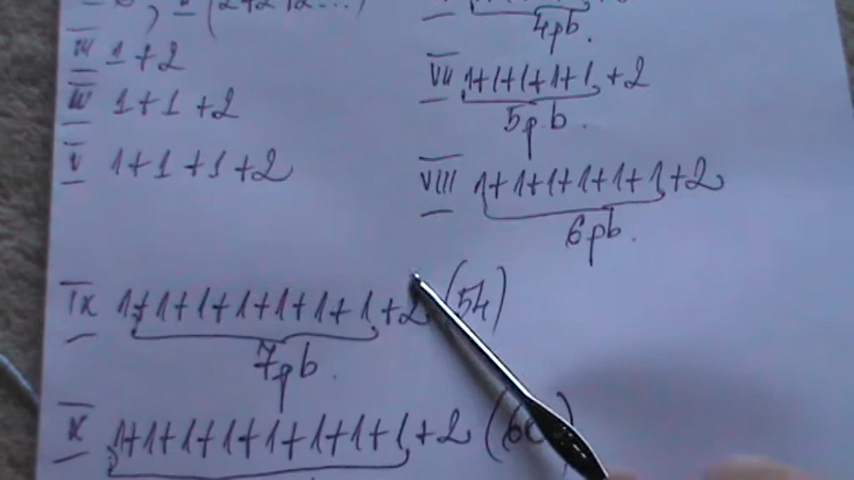 III 1+2
IV 1+1+2
V 1+1+1+2
4pb.
VII 1+1+1+1+1+2
5pb.
VIII 1+1+1+1+1+1+2
6pb.
IX 1+1+1+1+1+1+1+2 (54)
7pb.
X 1+1+1+1+1+1+1+1+2 (60)